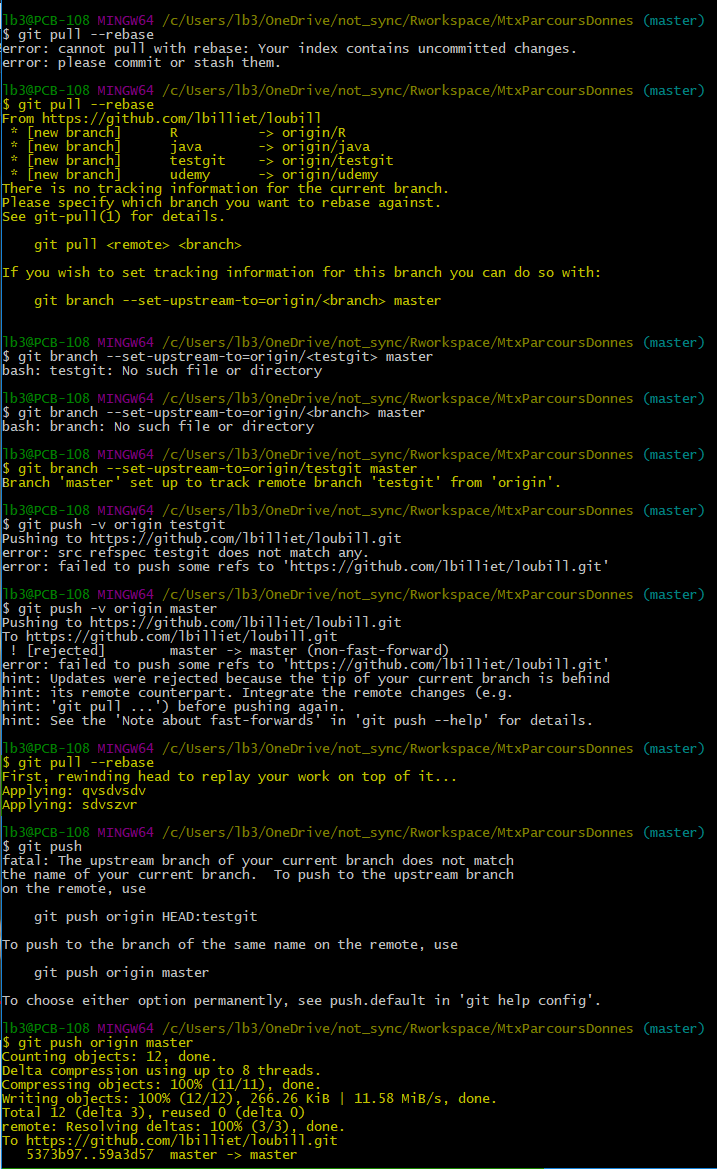 lb3@PCB-108 MINGW64 /c/Users/lb3/OneDrive/not_sync/Rworkspace/MtxParcoursDonnes (master)
$ git pull --rebase
error: cannot pull with rebase: Your index contains uncommitted changes.
error: please commit or stash them.
lb3@PCB-108 MINGW64 /c/Users/lb3/OneDrive/not_sync/Rworkspace/MtxParcoursDonnes (master)
$ git pull --rebase
From https://github.com/lbilliet/loubill
 * [new branch]      R          -> origin/R
 * [new branch]      java       -> origin/java
 * [new branch]      testgit    -> origin/testgit
 * [new branch]      udemy      -> origin/udemy
There is no tracking information for the current branch.
Please specify which branch you want to rebase against.
See git-pull(1) for details.
    git pull <remote> <branch>
If you wish to set tracking information for this branch you can do so with:
    git branch --set-upstream-to=origin/<branch> master
lb3@PCB-108 MINGW64 /c/Users/lb3/OneDrive/not_sync/Rworkspace/MtxParcoursDonnes (master)
$ git branch --set-upstream-to=origin/<testgit> master
bash: testgit: No such file or directory
lb3@PCB-108 MINGW64 /c/Users/lb3/OneDrive/not_sync/Rworkspace/MtxParcoursDonnes (master)
$ git branch --set-upstream-to=origin/<branch> master
bash: branch: No such file or directory
lb3@PCB-108 MINGW64 /c/Users/lb3/OneDrive/not_sync/Rworkspace/MtxParcoursDonnes (master)
$ git branch --set-upstream-to=origin/testgit master
Branch 'master' set up to track remote branch 'testgit' from 'origin'.
lb3@PCB-108 MINGW64 /c/Users/lb3/OneDrive/not_sync/Rworkspace/MtxParcoursDonnes (master)
$ git push -v origin testgit
Pushing to https://github.com/lbilliet/loubill.git
error: src refspec testgit does not match any.
error: failed to push some refs to 'https://github.com/lbilliet/loubill.git'
lb3@PCB-108 MINGW64 /c/Users/lb3/OneDrive/not_sync/Rworkspace/MtxParcoursDonnes (master)
$ git push -v origin master
Pushing to https://github.com/lbilliet/loubill.git
To https://github.com/lbilliet/loubill.git
 ! [rejected]        master -> master (non-fast-forward)
error: failed to push some refs to 'https://github.com/lbilliet/loubill.git'
hint: Updates were rejected because the tip of your current branch is behind
hint: its remote counterpart. Integrate the remote changes (e.g.
hint: 'git pull ...') before pushing again.
hint: See the 'Note about fast-forwards' in 'git push --help' for details.
lb3@PCB-108 MINGW64 /c/Users/lb3/OneDrive/not_sync/Rworkspace/MtxParcoursDonnes (master)
$ git pull --rebase
First, rewinding head to replay your work on top of it...
Applying: qvsdvsdv
Applying: sdvszvr
lb3@PCB-108 MINGW64 /c/Users/lb3/OneDrive/not_sync/Rworkspace/MtxParcoursDonnes (master)
$ git push
fatal: The upstream branch of your current branch does not match
the name of your current branch.  To push to the upstream branch
on the remote, use
    git push origin HEAD:testgit
To push to the branch of the same name on the remote, use
    git push origin master
To choose either option permanently, see push.default in 'git help config'.
lb3@PCB-108 MINGW64 /c/Users/lb3/OneDrive/not_sync/Rworkspace/MtxParcoursDonnes (master)
$ git push origin master
Counting objects: 12, done.
Delta compression using up to 8 threads.
Compressing objects: 100% (11/11), done.
Writing objects: 100% (12/12), 266.26 KiB | 11.58 MiB/s, done.
Total 12 (delta 3), reused 0 (delta 0)
remote: Resolving deltas: 100% (3/3), done.
To https://github.com/lbilliet/loubill.git
   5373b97..59a3d57  master -> master